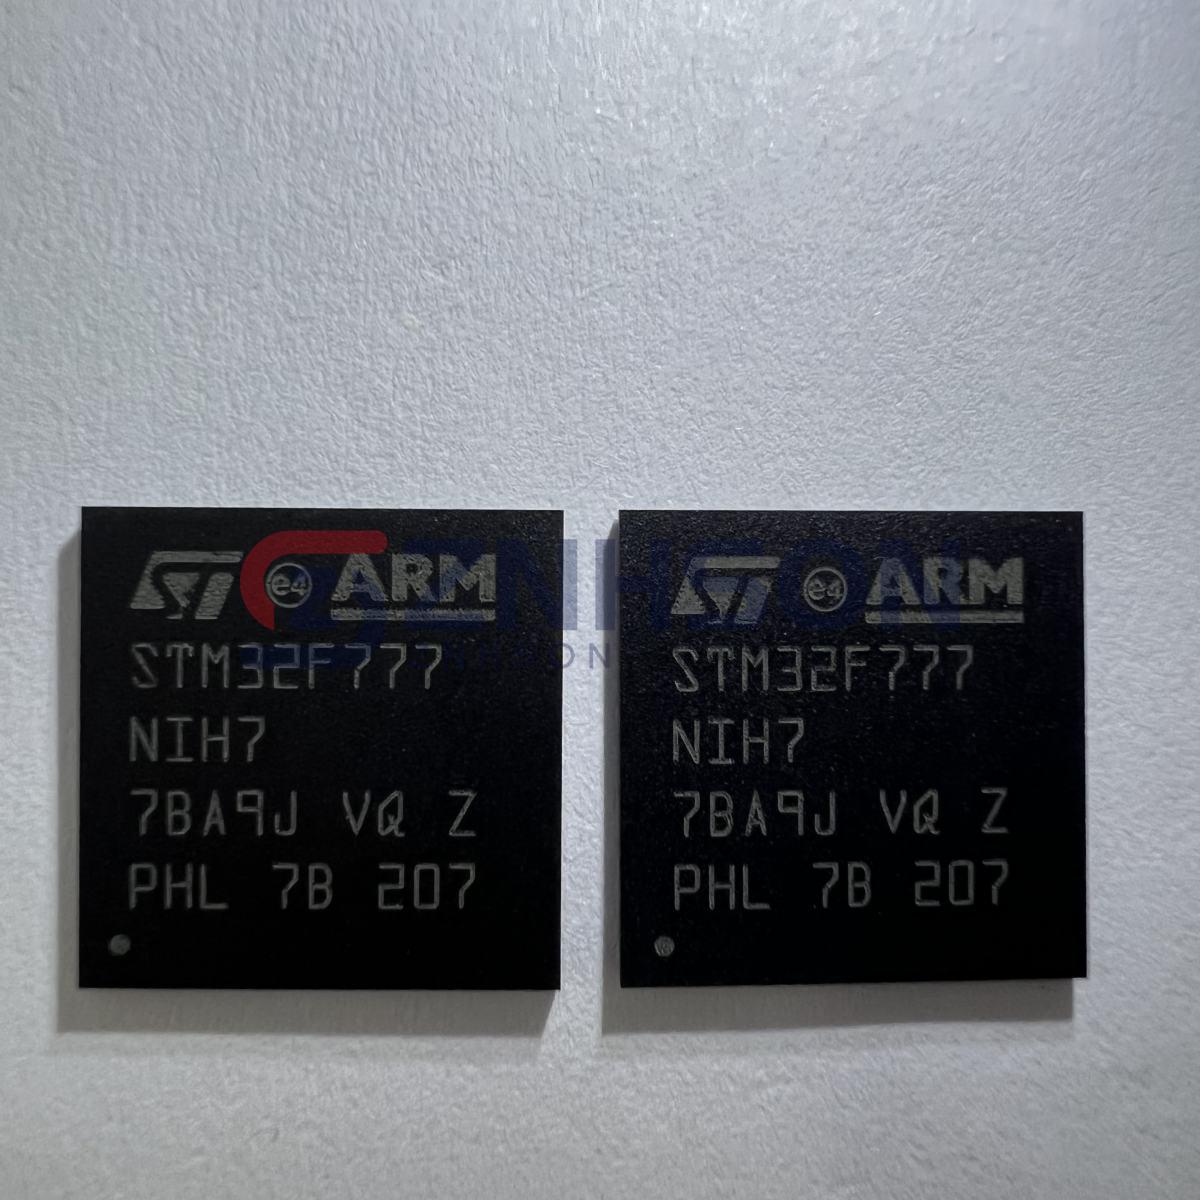 ST e4 ARM
STM32F777
NIH7
7BA9J VQ Z
PHL 7B 207
ST e4 ARM
STM32F777
NIH7
7BA9J VQ Z
PHL 7B 207